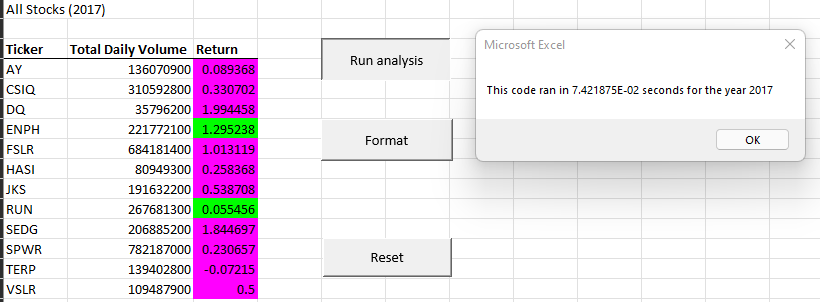 All Stocks (2017)
Ticker Total Daily Volume Return
AY 136070900 0.089368
CSIQ 310592800 0.330702
DQ 35796200 1.994458
ENPH 221772100 1.295238
FSLR 684181400 1.013119
HASI 80949300 0.258368
JKS 191632200 0.538708
RUN 267681300 0.055456
SEDG 206885200 1.844697
SPWR 782187000 0.230657
TERP 139402800 -0.07215
VSLR 109487900 0.5
Run analysis
Format
Reset
Microsoft Excel
This code ran in 7.421875E-02 seconds for the year 2017
OK